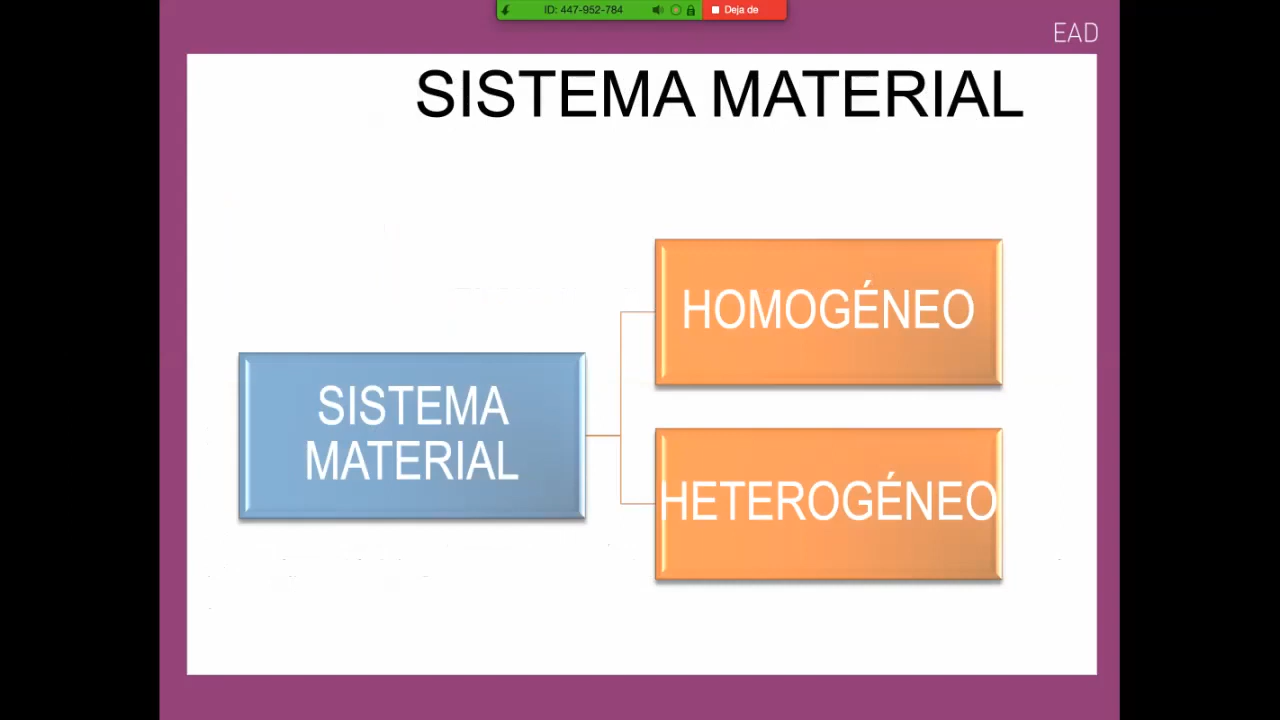 ID: 447-952-784
Deja de
EAD
SISTEMA MATERIAL
HOMOGÉNEO
SISTEMA
MATERIAL
HETEROGÉNEO